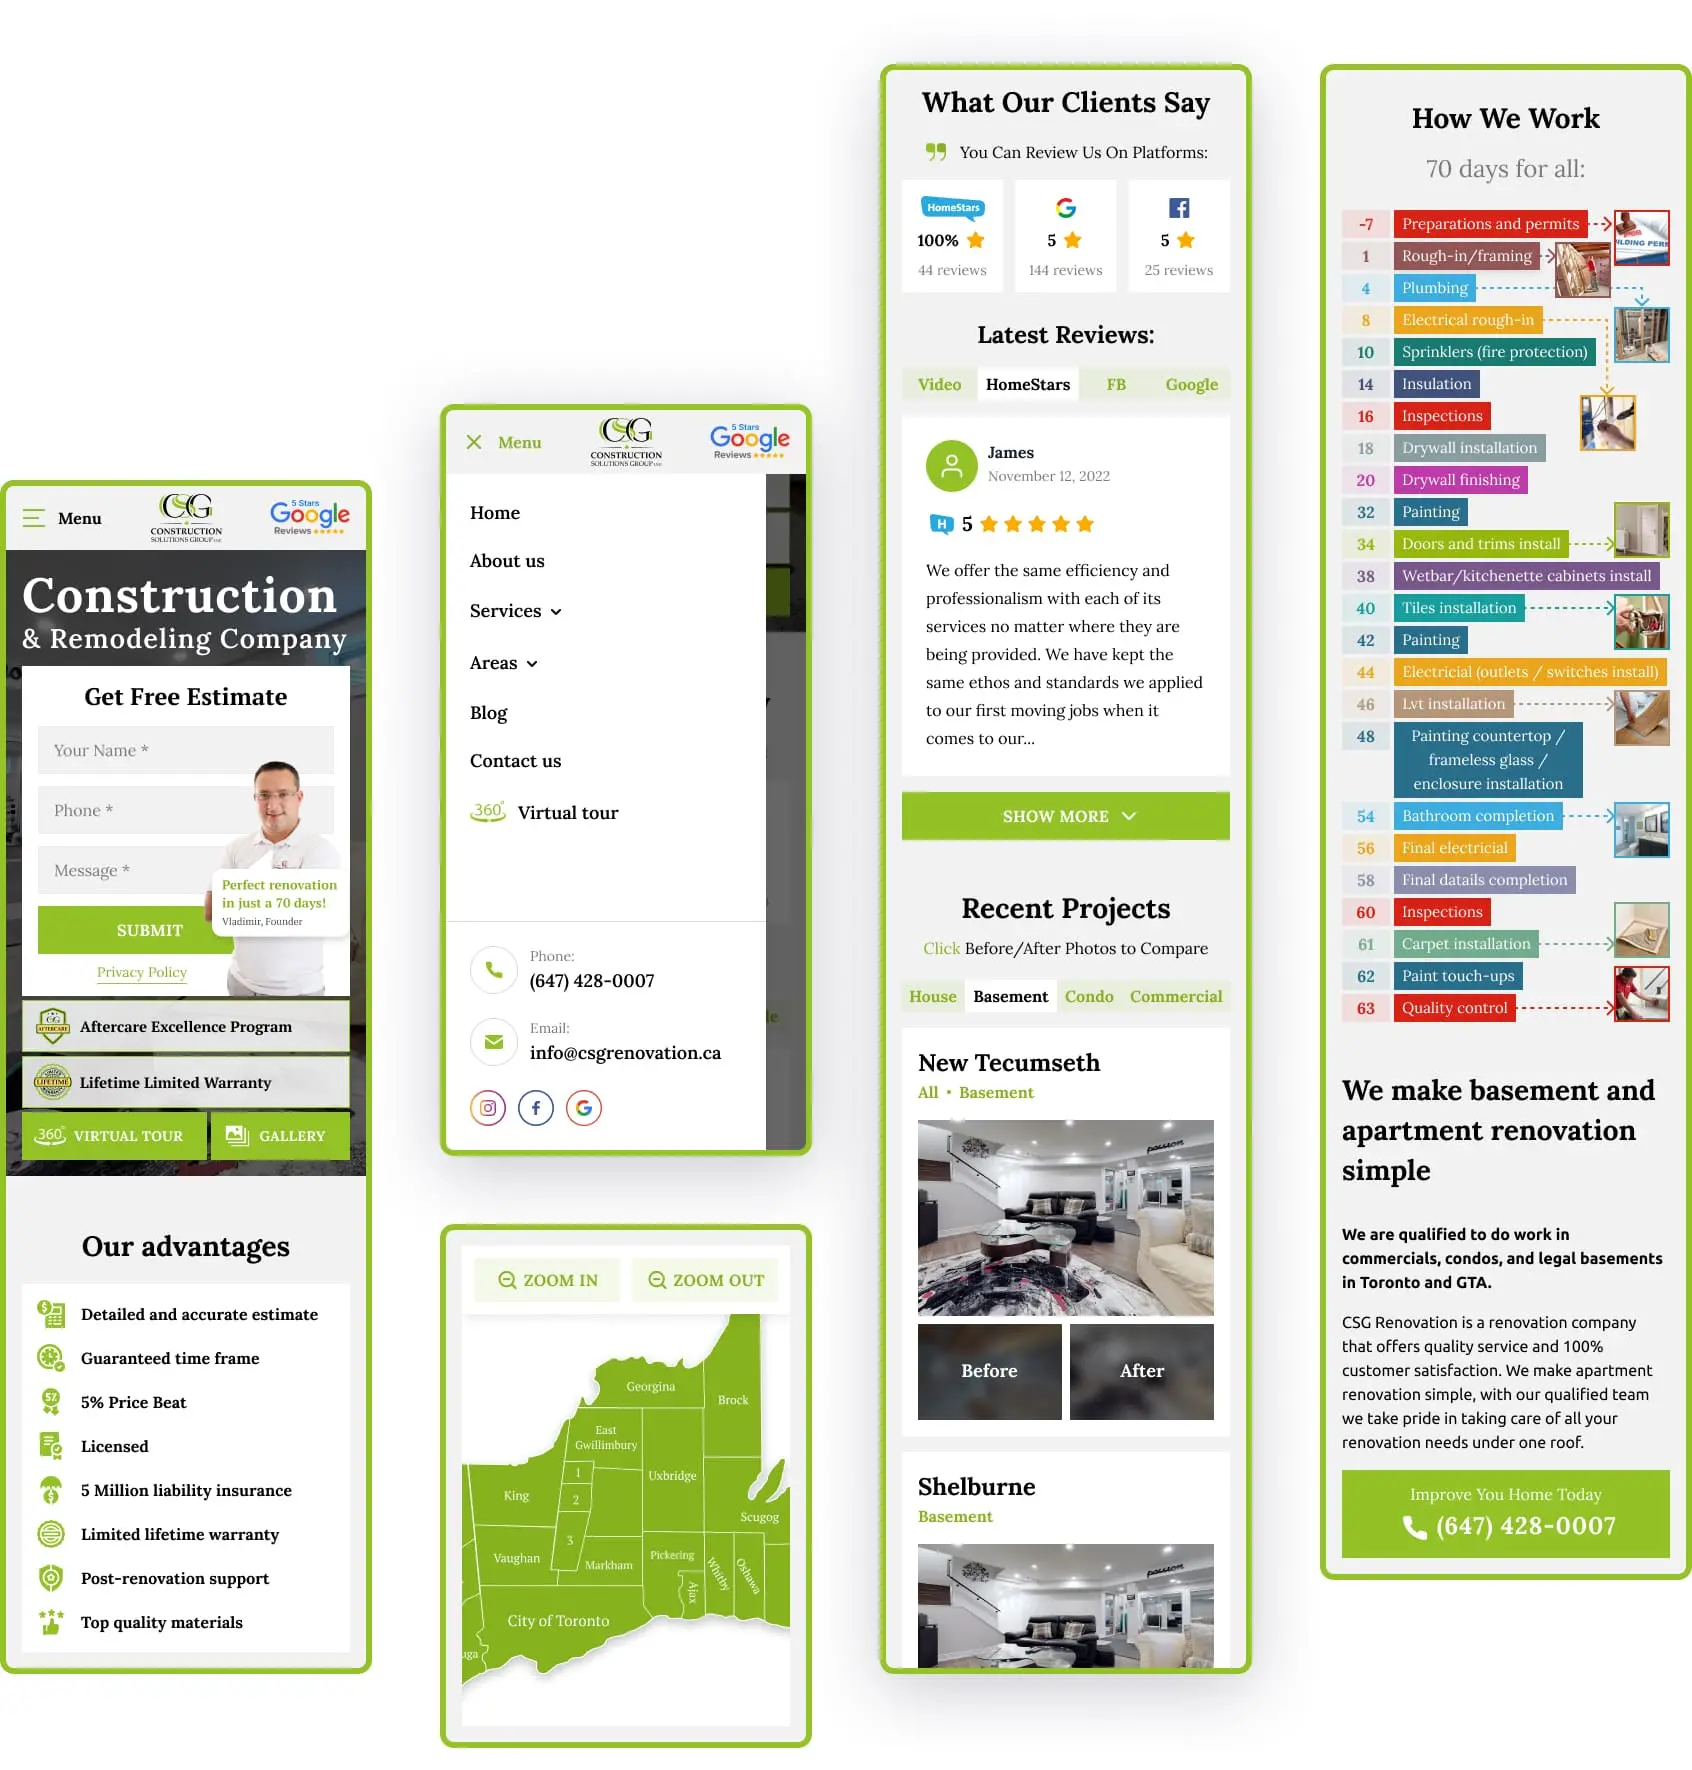 Menu
CSG
CONSTRUCTION
SOLUTIONS GROUP
5 Stars
Google
Reviews
Construction
& Remodeling Company
Get Free Estimate
Your Name *
Phone *
Message *
Perfect renovation
in just a 70 days!
Vladimir, Founder
SUBMIT
Privacy Policy
AFTERCARE
Aftercare Excellence Program
LIFETIME
Lifetime Limited Warranty
360° VIRTUAL TOUR
GALLERY
Our advantages
Detailed and accurate estimate
Guaranteed time frame
5% Price Beat
Licensed
5 Million liability insurance
Limited lifetime warranty
Post-renovation support
Top quality materials
Menu
CSG
CONSTRUCTION
SOLUTIONS GROUP
5 Stars
Google
Reviews
Home
About us
Services
Areas
Blog
Contact us
360° Virtual tour
Phone:
(647) 428-0007
Email:
info@csgrenovation.ca
ZOOM IN
ZOOM OUT
Georgina
Brock
East
Gwillimbury
1
Uxbridge
King
2
Scugog
3
Vaughan
Markham
Pickering
Whitby
Oshawa
Ajax
City of Toronto
uga
What Our Clients Say
You Can Review Us On Platforms:
HomeStars
100%
44 reviews
5
144 reviews
5
25 reviews
Latest Reviews:
Video HomeStars FB Google
James
November 12, 2022
H 5
We offer the same efficiency and
professionalism with each of its
services no matter where they are
being provided. We have kept the
same ethos and standards we applied
to our first moving jobs when it
comes to our...
SHOW MORE
Recent Projects
Click Before/After Photos to Compare
House Basement Condo Commercial
New Tecumseth
All • Basement
passion
Before
After
Shelburne
Basement
passion
How We Work
70 days for all:
-7 Preparations and permits
ILDING PERM
1 Rough-in/framing
4 Plumbing
8 Electrical rough-in
10 Sprinklers (fire protection)
14 Insulation
16 Inspections
18 Drywall installation
20 Drywall finishing
32 Painting
34 Doors and trims install
38 Wetbar/kitchenette cabinets install
40 Tiles installation
42 Painting
44 Electricial (outlets / switches install)
46 Lvt installation
48 Painting countertop /
frameless glass /
enclosure installation
54 Bathroom completion
56 Final electricial
58 Final datails completion
60 Inspections
61 Carpet installation
62 Paint touch-ups
63 Quality control
We make basement and
apartment renovation
simple
We are qualified to do work in
commercials, condos, and legal basements
in Toronto and GTA.
CSG Renovation is a renovation company
that offers quality service and 100%
customer satisfaction. We make apartment
renovation simple, with our qualified team
we take pride in taking care of all your
renovation needs under one roof.
Improve You Home Today
(647) 428-0007